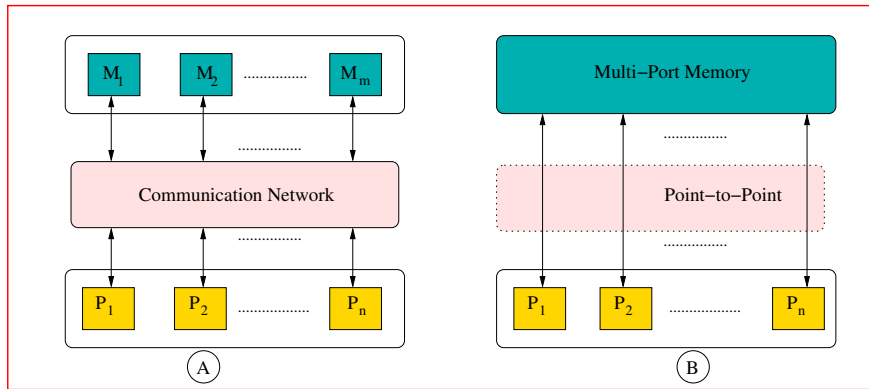 M1 M2 ................ Mm
...............
Communication Network
...............
P1 P2 ................. Pn
A
Multi−Port Memory
...............
Point−to−Point
...............
P1 P2 ................. Pn
B